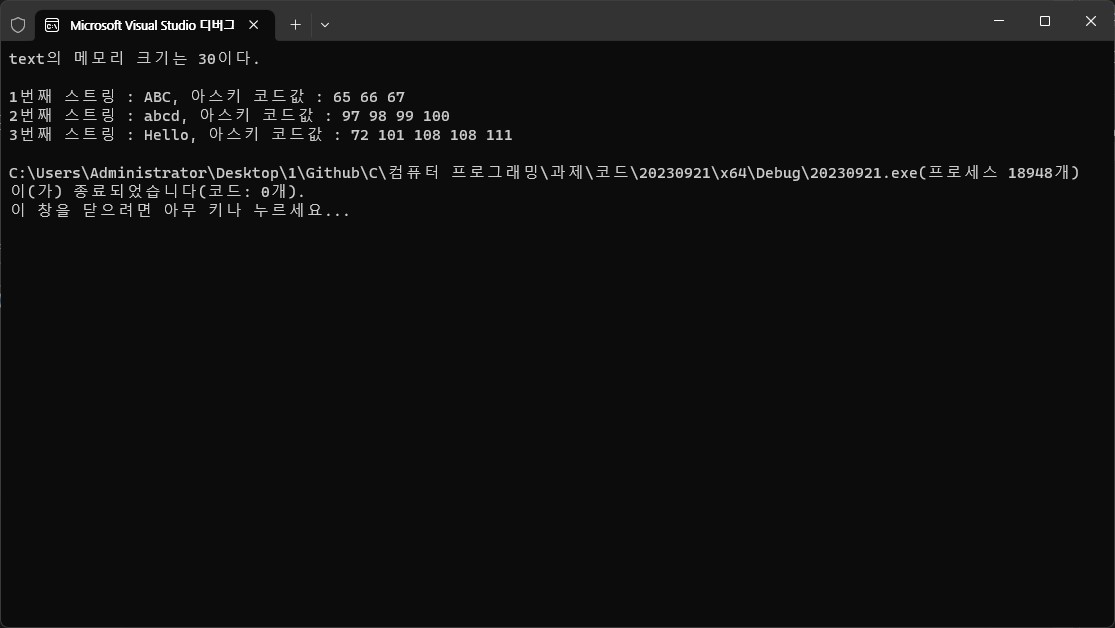 Microsoft Visual Studio 디버그
text의 메모리 크기는 30이다.
1번째 스트링 : ABC, 아스키 코드값 : 65 66 67
2번째 스트링 : abcd, 아스키 코드값 : 97 98 99 100
3번째 스트링 : Hello, 아스키 코드값 : 72 101 108 108 111
C:\Users\Administrator\Desktop\1\Github\C\컴퓨터 프로그래밍\과제\코드\20230921\x64\Debug\20230921.exe(프로세스 18948개)
이(가) 종료되었습니다(코드: 0개).
이 창을 닫으려면 아무 키나 누르세요...